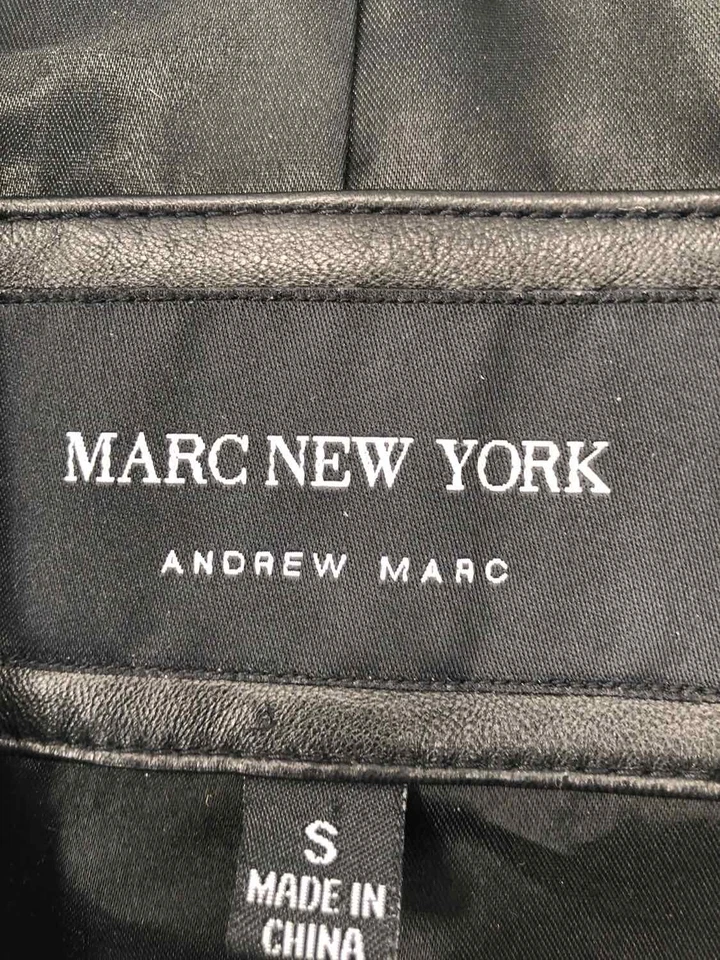 MARC NEW YORK
ANDREW MARC
S
MADE IN
CHINA